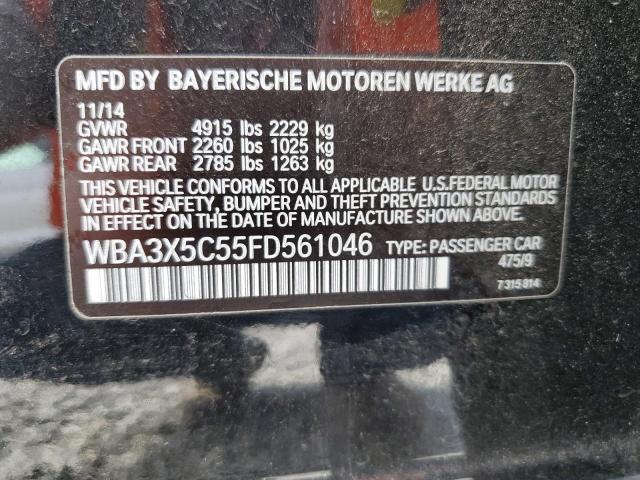 MFD BY BAYERISCHE MOTOREN WERKE AG
11/14
GVWR 4915 lbs 2229 kg
GAWR FRONT 2260 lbs 1025 kg
GAWR REAR 2785 lbs 1263 kg
THIS VEHICLE CONFORMS TO ALL APPLICABLE U.S.FEDERAL MOTOR
VEHICLE SAFETY, BUMPER AND THEFT PREVENTION STANDARDS
IN EFFECT ON THE DATE OF MANUFACTURE SHOWN ABOVE.
WBA3X5C55FD561046 TYPE: PASSENGER CAR
475/9
7315814